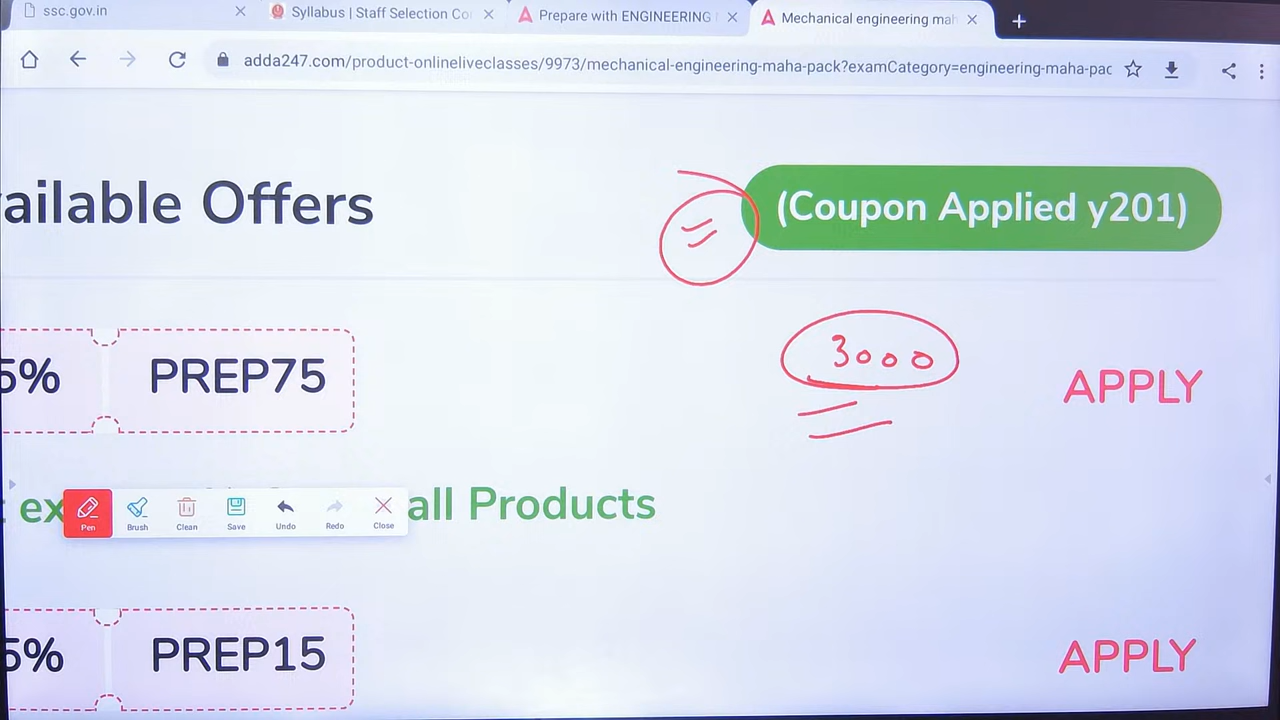 ssc.gov.in
Syllabus | Staff Selection Co
Prepare with ENGINEERING
Mechanical engineering mah
adda247.com/product-onlineliveclasses/9973/mechanical-engineering-maha-pack?examCategory=engineering-maha-pac
ailable Offers
(Coupon Applied y201)
3000
5% PREP75 APPLY
ex all Products
Pen Brush Clean Save Undo Redo Close
5% PREP15 APPLY